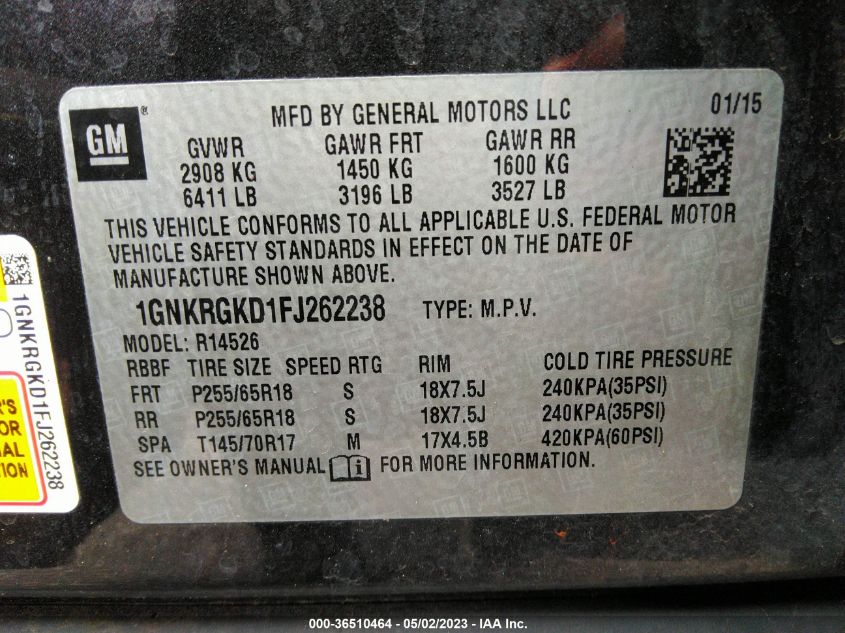 GM ®
MFD BY GENERAL MOTORS LLC 01/15
GVWR GAWR FRT GAWR RR
2908 KG 1450 KG 1600 KG
6411 LB 3196 LB 3527 LB
THIS VEHICLE CONFORMS TO ALL APPLICABLE U.S. FEDERAL MOTOR
VEHICLE SAFETY STANDARDS IN EFFECT ON THE DATE OF
MANUFACTURE SHOWN ABOVE.
1GNKRGKD1FJ262238 TYPE: M.P.V.
MODEL: R14526
RBBF TIRE SIZE SPEED RTG RIM COLD TIRE PRESSURE
FRT P255/65R18 S 18X7.5J 240KPA(35PSI)
RR P255/65R18 S 18X7.5J 240KPA(35PSI)
SPA T145/70R17 M 17X4.5B 420KPA(60PSI)
SEE OWNER'S MANUAL i FOR MORE INFORMATION.
1GNKRGKD1FJ262238
000-36510464 - 05/02/2023 - IAA Inc.